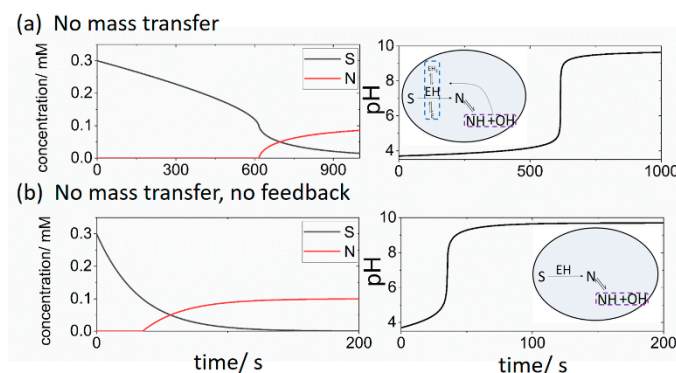 (a) No mass transfer
concentration/ mM
0.3
0.2
0.1
0.0
0 300 600 900
S
N
pH
10
8
6
4
0 500 1000
EH₂
S EH N
E
NH+OH
(b) No mass transfer, no feedback
concentration/ mM
0.3
0.2
0.1
0.0
0 200
time/ s
S
N
pH
10
8
6
4
0 100 200
time/ s
S EH N
NH+OH